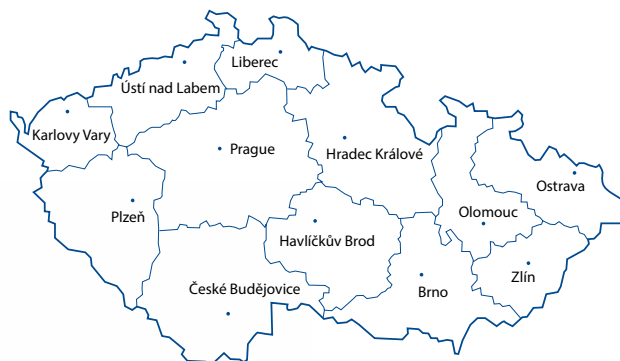 Liberec
Ústí nad Labem
Karlovy Vary
Prague
Hradec Králové
Ostrava
Plzeň
Olomouc
Havlíčkův Brod
Zlín
České Budějovice
Brno